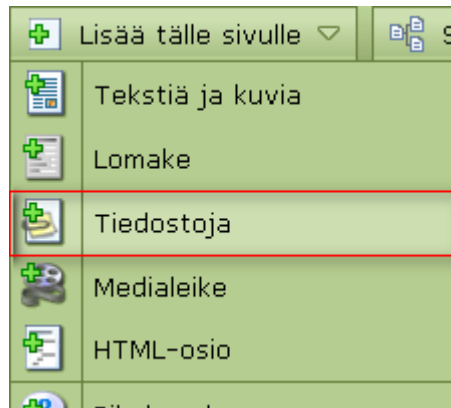 Lisää tälle sivulle
Tekstiä ja kuvia
Lomake
Tiedostoja
Medialeike
HTML-osio